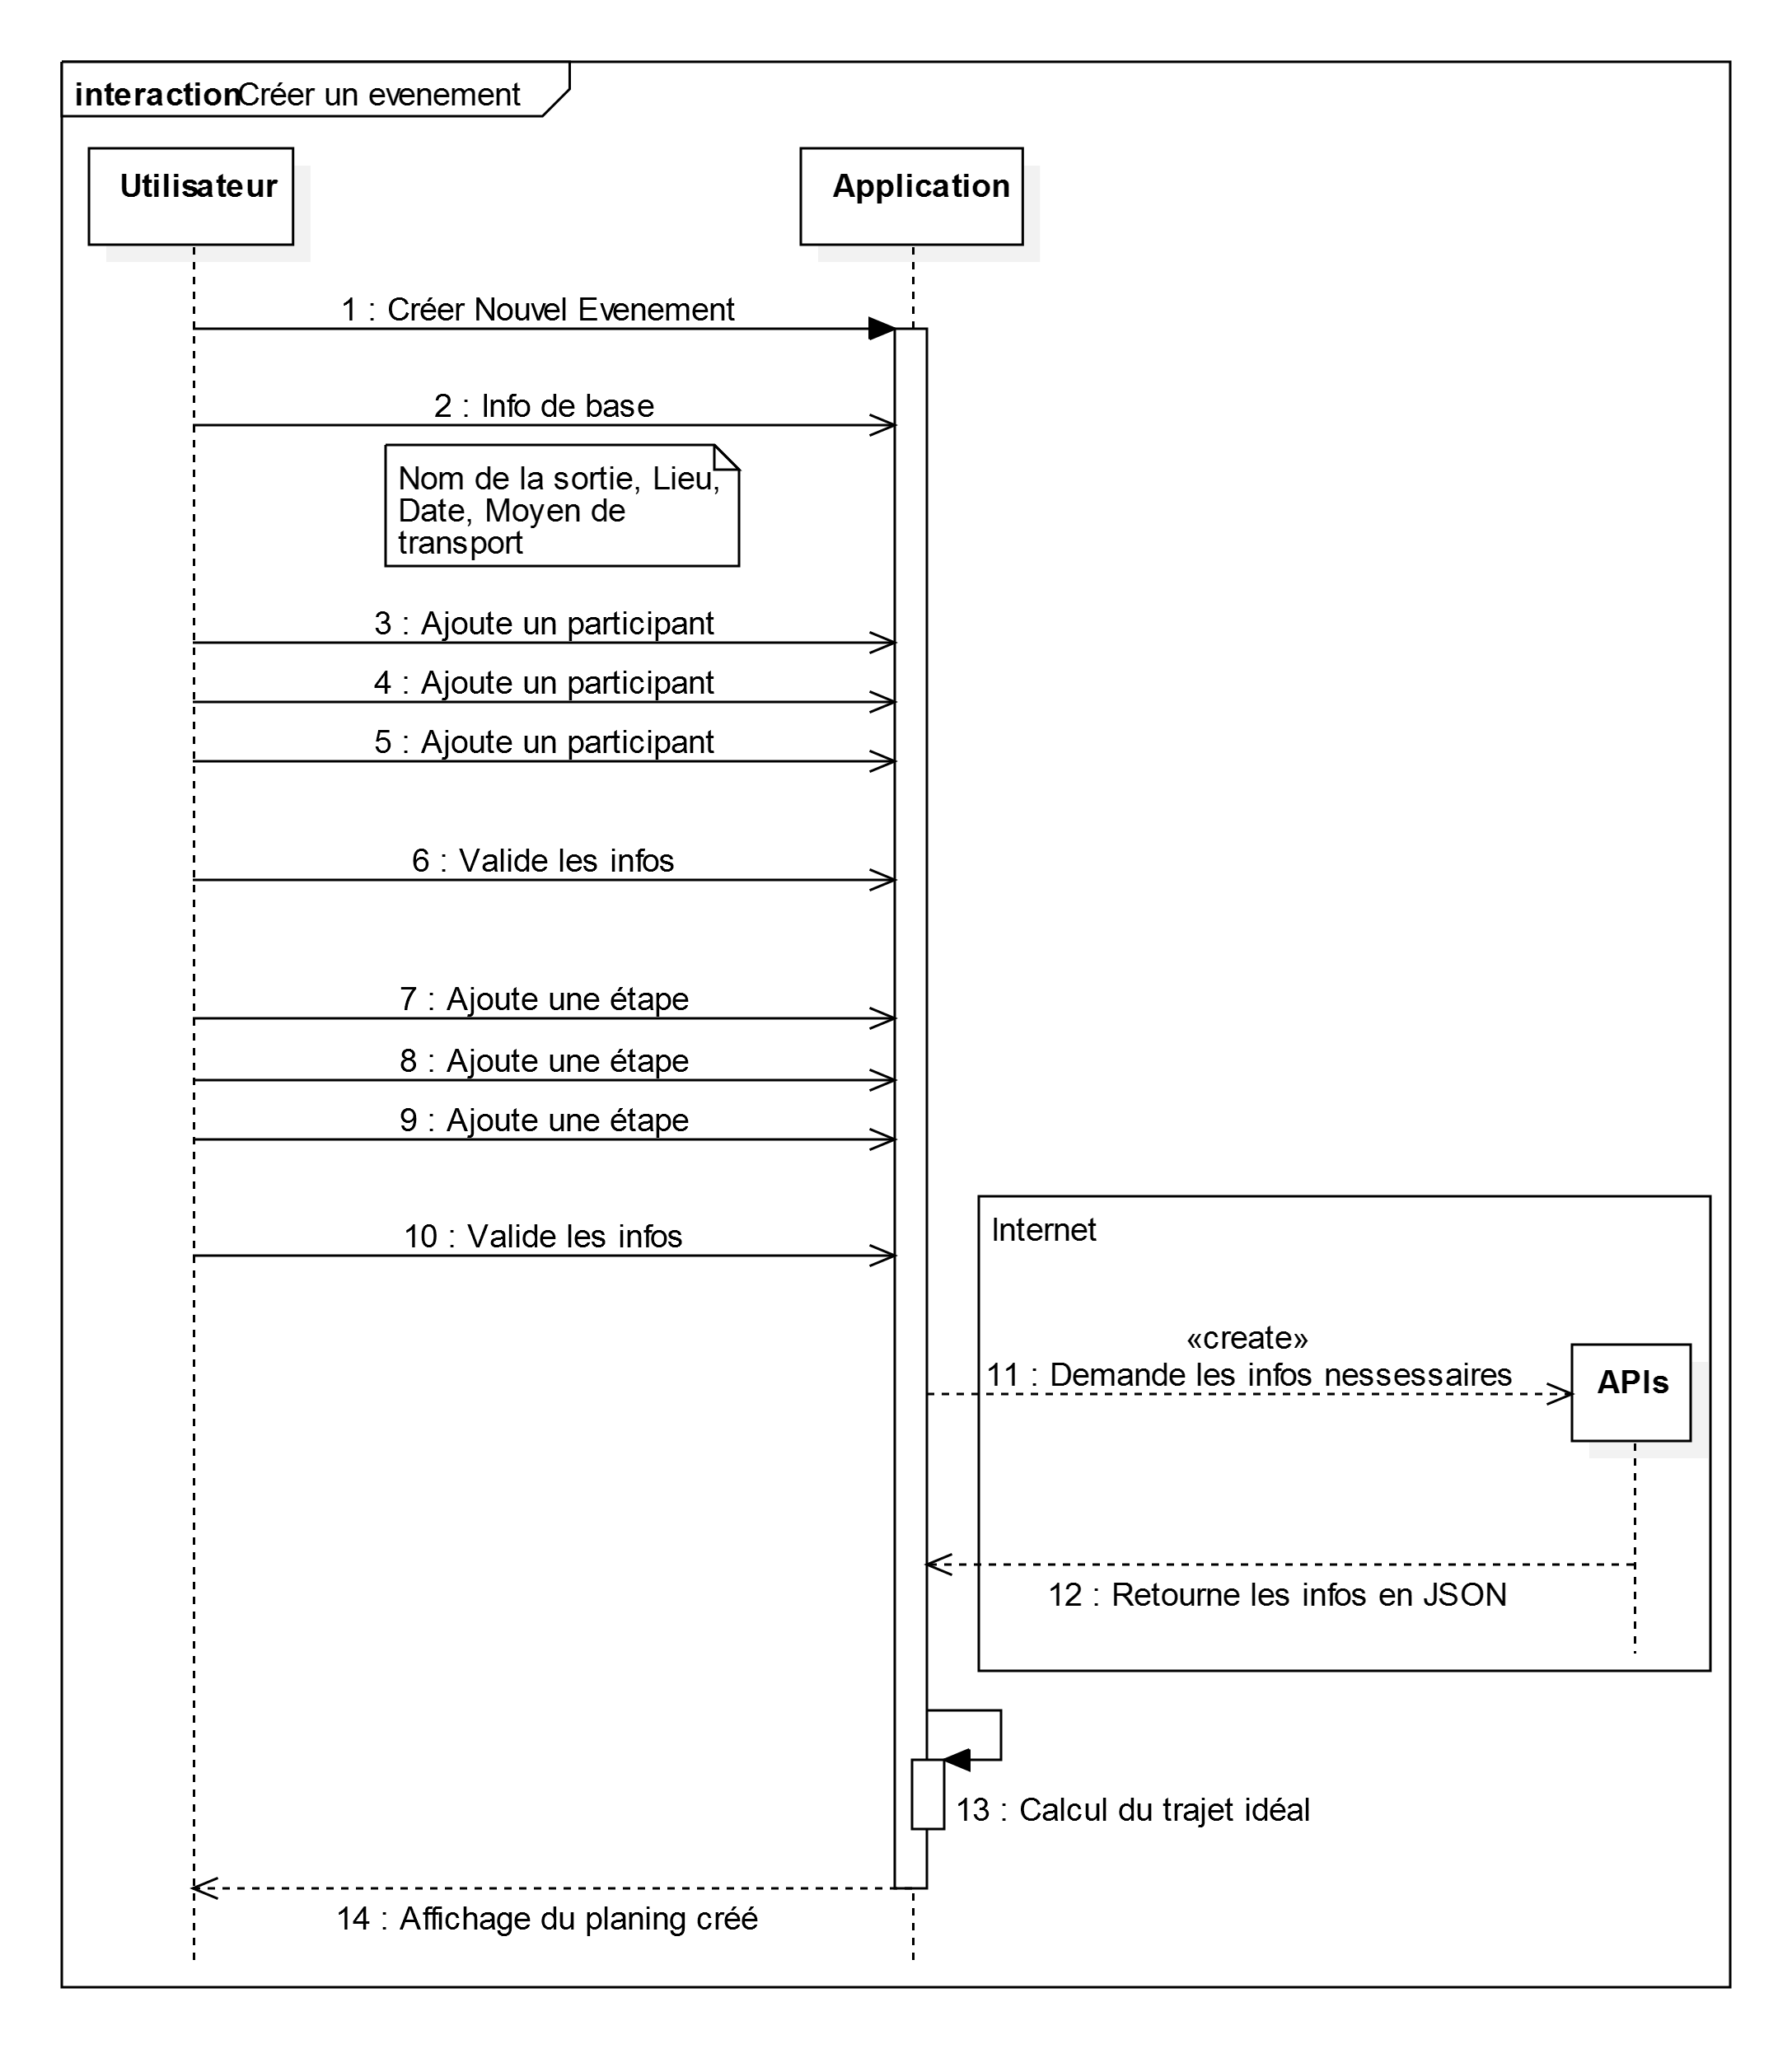 interaction Créer un evenement
Utilisateur
Application
1 : Créer Nouvel Evenement
2 : Info de base
Nom de la sortie, Lieu,
Date, Moyen de
transport
3 : Ajoute un participant
4 : Ajoute un participant
5 : Ajoute un participant
6 : Valide les infos
7 : Ajoute une étape
8 : Ajoute une étape
9 : Ajoute une étape
10 : Valide les infos
Internet
«create»
11 : Demande les infos nessessaires
APIs
12 : Retourne les infos en JSON
13 : Calcul du trajet idéal
14 : Affichage du planing créé